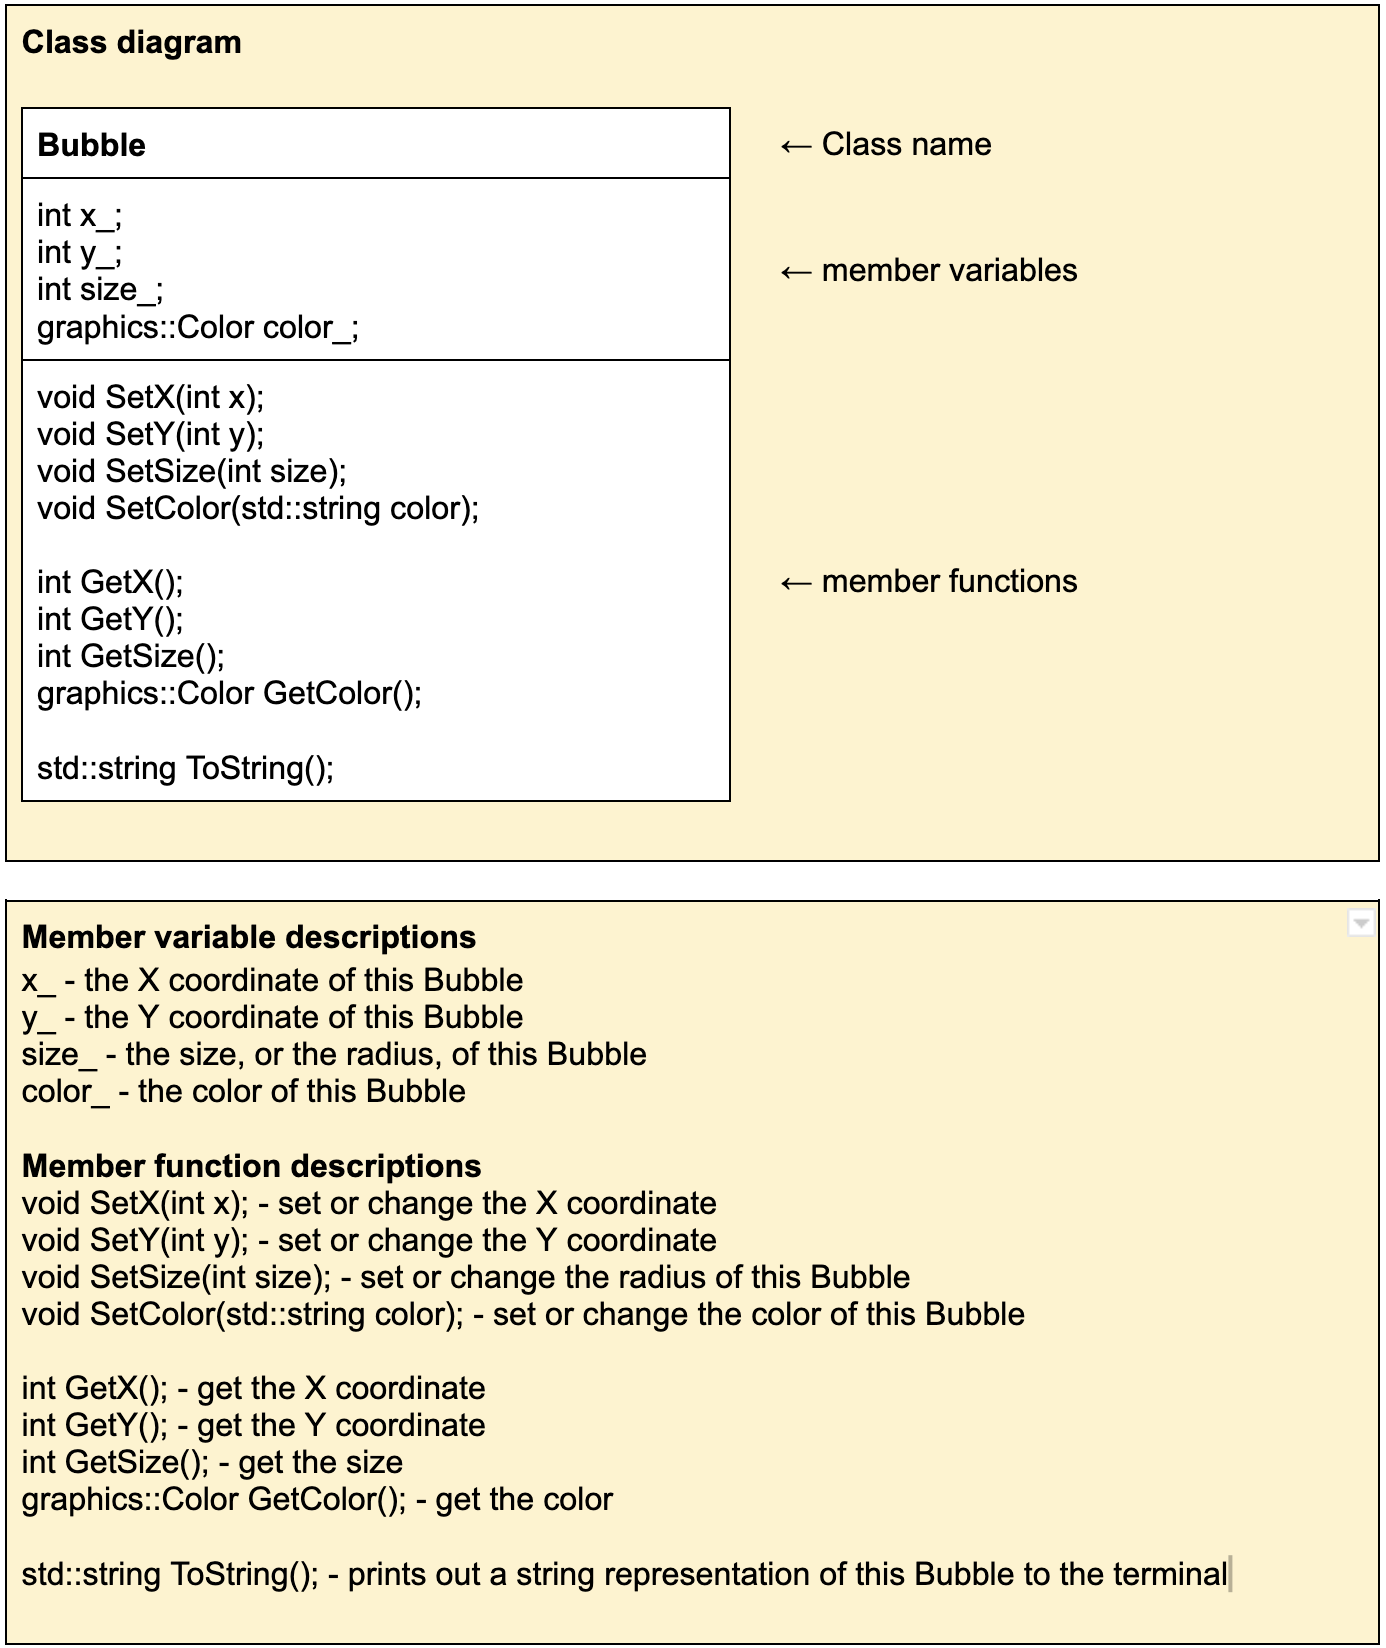 Class diagram
Bubble
← Class name
int x_;
int y_;
int size_;
graphics::Color color_;
← member variables
void SetX(int x);
void SetY(int y);
void SetSize(int size);
void SetColor(std::string color);
int GetX();
int GetY();
int GetSize();
graphics::Color GetColor();
std::string ToString();
← member functions
Member variable descriptions
x_ - the X coordinate of this Bubble
y_ - the Y coordinate of this Bubble
size_ - the size, or the radius, of this Bubble
color_ - the color of this Bubble
Member function descriptions
void SetX(int x); - set or change the X coordinate
void SetY(int y); - set or change the Y coordinate
void SetSize(int size); - set or change the radius of this Bubble
void SetColor(std::string color); - set or change the color of this Bubble
int GetX(); - get the X coordinate
int GetY(); - get the Y coordinate
int GetSize(); - get the size
graphics::Color GetColor(); - get the color
std::string ToString(); - prints out a string representation of this Bubble to the terminal